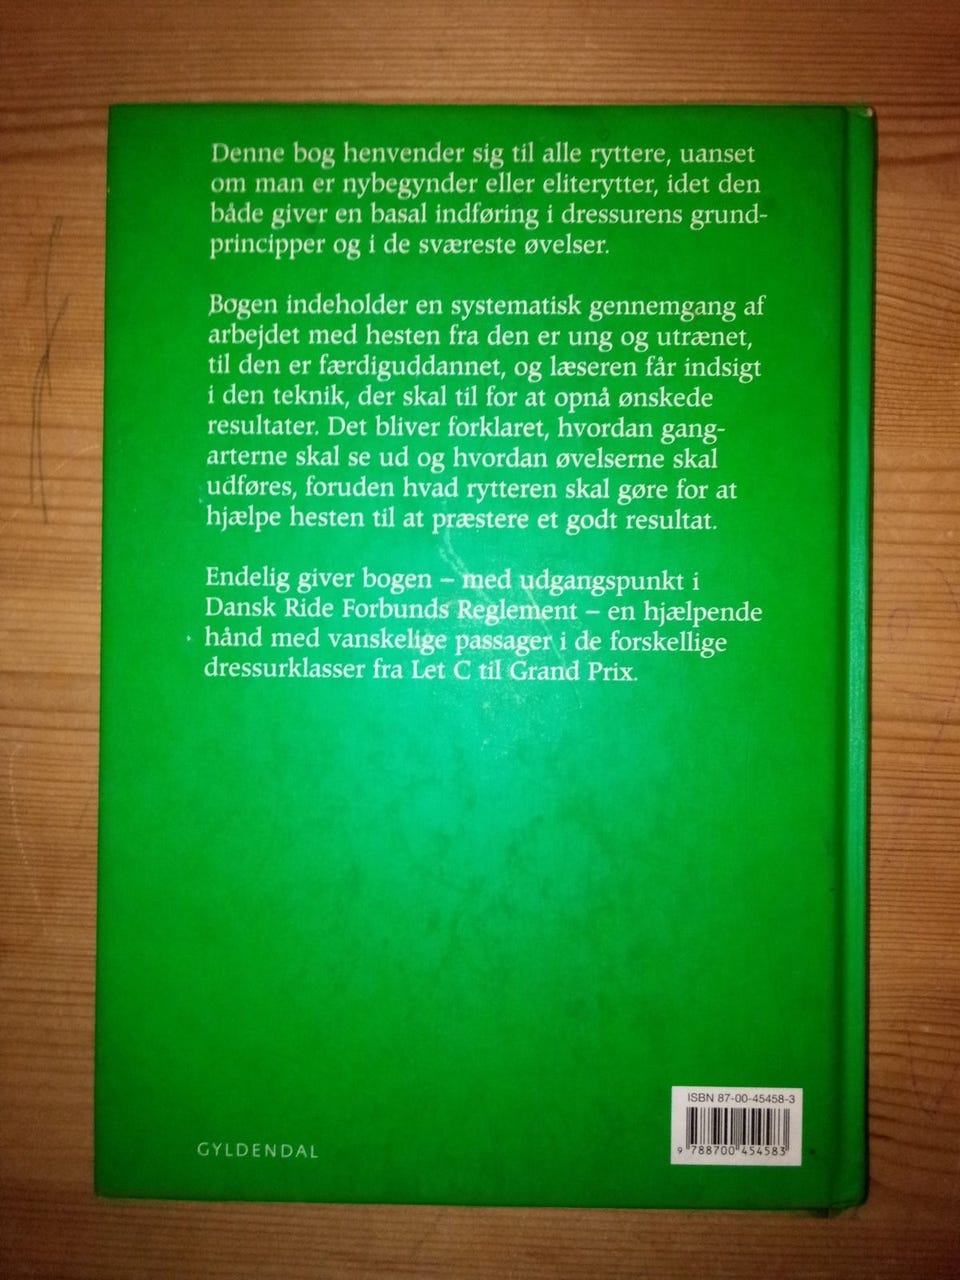 Denne bog henvender sig til alle ryttere, uanset
om man er nybegynder eller eliterytter, idet den
både giver en basal indføring i dressurens grund-
principper og i de sværeste øvelser.
Bogen indeholder en systematisk gennemgang af
arbejdet med hesten fra den er ung og utrænet,
til den er færdiguddannet, og læseren får indsigt
i den teknik, der skal til for at opnå ønskede
resultater. Det bliver forklaret, hvordan gang-
arterne skal se ud og hvordan øvelserne skal
udføres, foruden hvad rytteren skal gøre for at
hjælpe hesten til at præstere et godt resultat.
Endelig giver bogen – med udgangspunkt i
Dansk Ride Forbunds Reglement – en hjælpende
hånd med vanskelige passager i de forskellige
dressurklasser fra Let C til Grand Prix.
ISBN 87-00-45458-3
9 788700 454583
GYLDENDAL